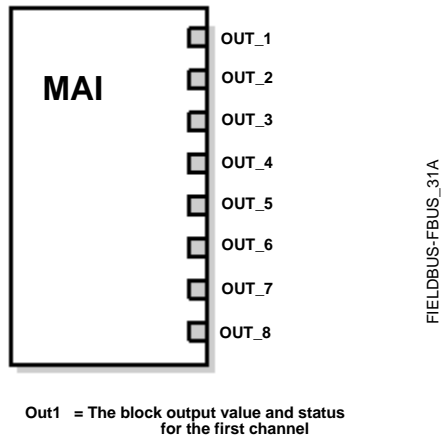 MAI
OUT_1
OUT_2
OUT_3
OUT_4
OUT_5
OUT_6
OUT_7
OUT_8
FIELDBUS-FBUS_31A
Out1 = The block output value and status
for the first channel